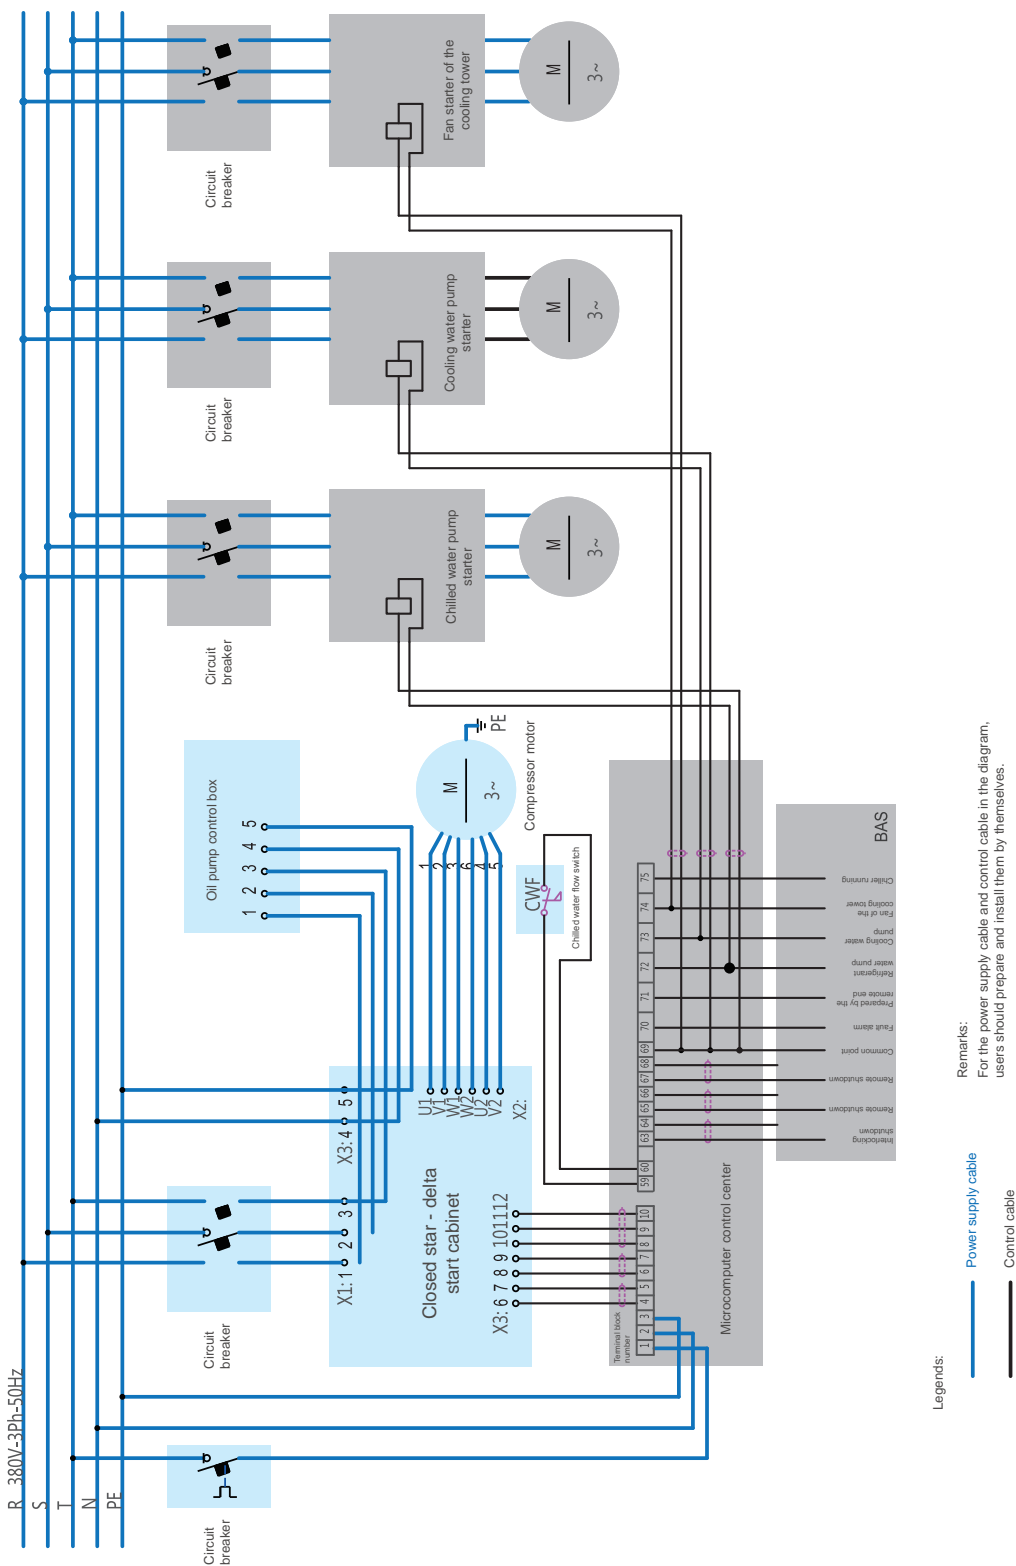 R 380V-3Ph-50Hz
S
T
N
PE
Circuit
breaker
Circuit
breaker
Circuit
breaker
Circuit
breaker
Circuit
breaker
Oil pump control box
1 2 3 4 5
X1: 1 2 3
X3: 4 5
Closed star - delta
start cabinet
U1
V1
W1
W2
U2
V2
X2:
X3: 6 7 8 9 10 11 12
1
2
3
6
4
5
M
3~
PE
Compressor motor
Chilled water pump
starter
M
3~
Cooling water pump
starter
M
3~
Fan starter of the
cooling tower
M
3~
CWF
Chilled water flow switch
Terminal block
number
1 2 3 4 5 6 7 8 9 10
59 60 63 64 65 66 67 68 69 70 71 72 73 74 75
Microcomputer control center
Interlocking
shutdown
Remote shutdown
Remote shutdown
Common point
Fault alarm
Prepared by the
remote end
Refrigerant
water pump
Cooling water
pump
Fan of the
cooling tower
Chiller running
BAS
Legends:
Power supply cable
Control cable
Remarks:
For the power supply cable and control cable in the diagram,
users should prepare and install them by themselves.